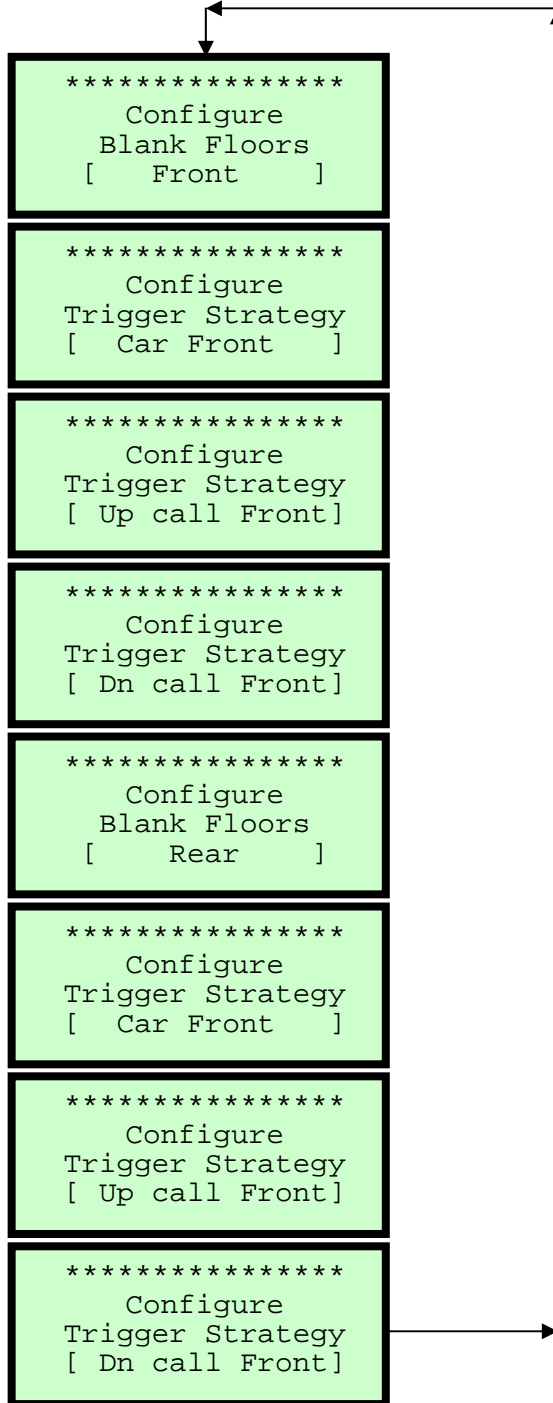 ****************
Configure
Blank Floors
[ Front ]
****************
Configure
Trigger Strategy
[ Car Front ]
****************
Configure
Trigger Strategy
[ Up call Front]
****************
Configure
Trigger Strategy
[ Dn call Front]
****************
Configure
Blank Floors
[ Rear ]
****************
Configure
Trigger Strategy
[ Car Front ]
****************
Configure
Trigger Strategy
[ Up call Front]
****************
Configure
Trigger Strategy
[ Dn call Front]